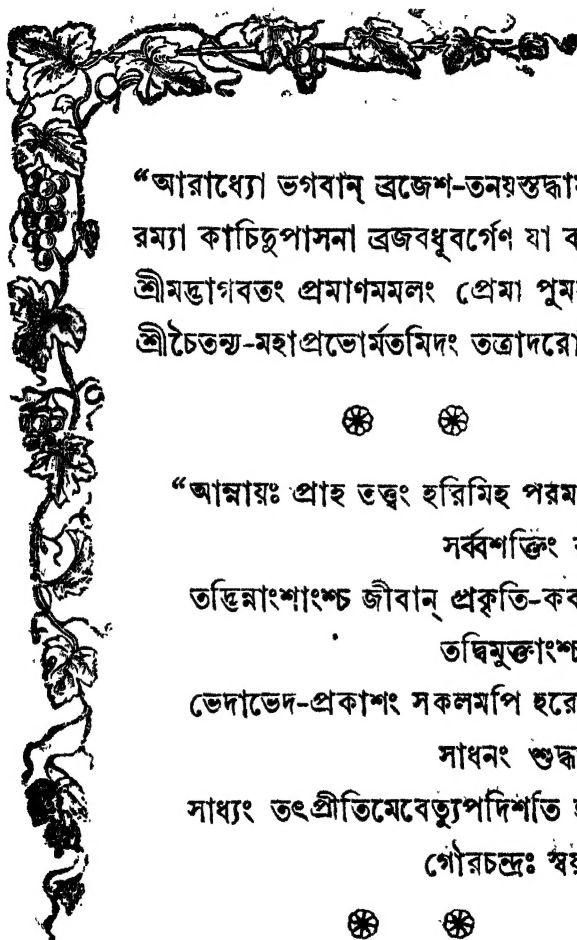 “আরাধ্যো ভগবান্ ব্রজেশ-তনয়স্তদ্ধা
রম্যা কাচিদুপাসনা ব্রজবধূবর্গেণ যা ক
শ্রীমদ্ভাগবতং প্রমাণমমলং প্রেমা পুম
শ্রীচৈতন্য-মহাপ্রভোর্মতমিদং তত্রাদরো
“আম্নায়ঃ প্রাহ তত্ত্বং হরিমিহ পরম
সর্ব্বশক্তিং
তদ্ভিন্নাংশাংশ্চ জীবান্ প্রকৃতি-কব
তদ্বিমুক্তাংশ্চ
ভেদাভেদ-প্রকাশং সকলমপি হরে
সাধনং শুদ্ধ
সাধ্যং তৎপ্রীতিমেবেত্যুপদিশতি
গৌরচন্দ্রঃ স্বয়